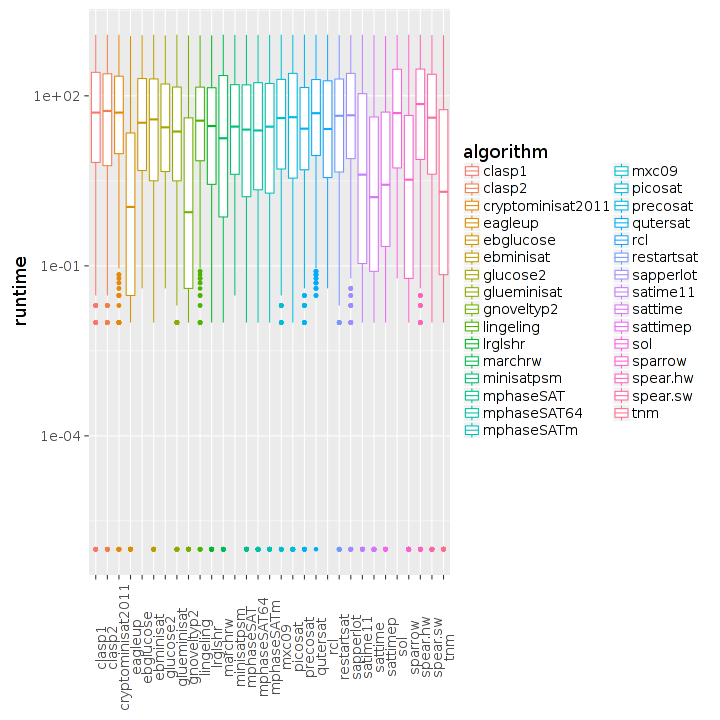 1e+02
1e-01
1e-04
runtime
clasp1
clasp2
cryptominisat2011
eagleup
ebglucose
ebminisat
glucose2
glueminisat
gnoveltyp2
lingeling
lrglshr
marchrw
minisatpsm
mphaseSAT
mphaseSAT64
mphaseSATm
mxc09
picosat
precosat
qutersat
rcl
restartsat
sapperlot
satime11
sattime
sattimep
sol
sparrow
spear.hw
spear.sw
tnm
algorithm
clasp1
clasp2
cryptominisat2011
eagleup
ebglucose
ebminisat
glucose2
glueminisat
gnoveltyp2
lingeling
lrglshr
marchrw
minisatpsm
mphaseSAT
mphaseSAT64
mphaseSATm
mxc09
picosat
precosat
qutersat
rcl
restartsat
sapperlot
satime11
sattime
sattimep
sol
sparrow
spear.hw
spear.sw
tnm